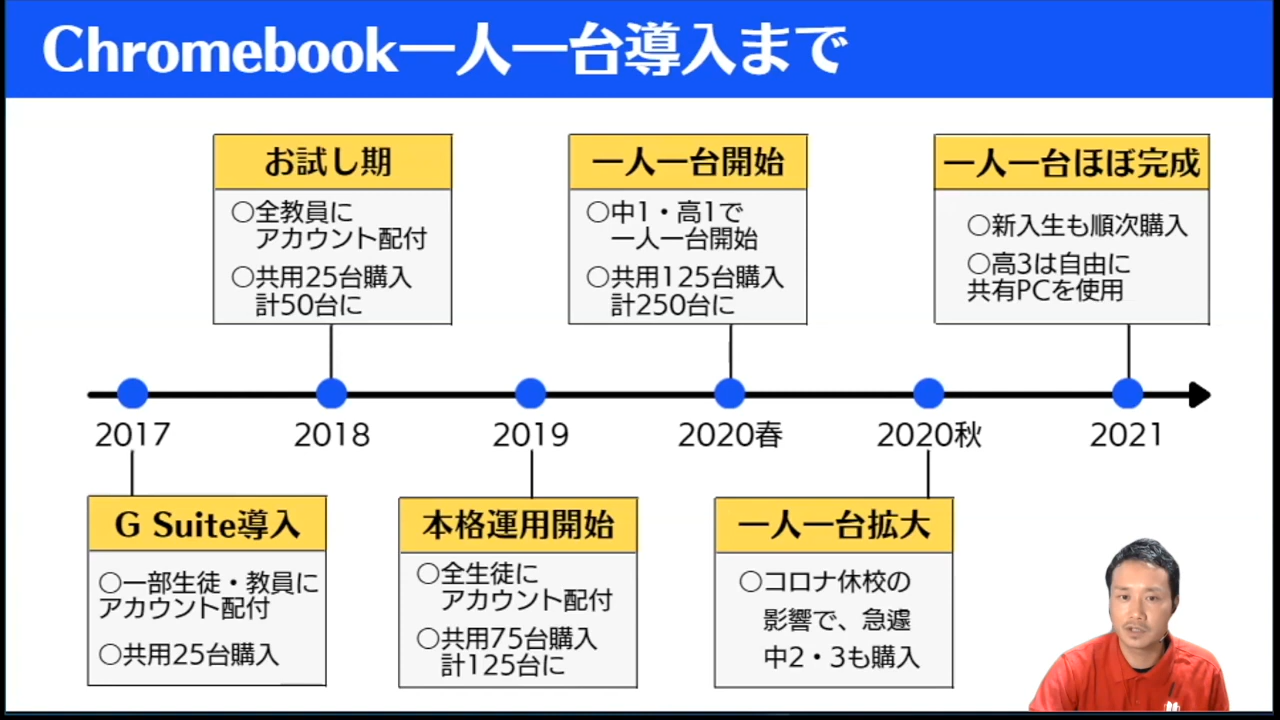 Chromebook一人一台導入まで
お試し期
○全教員に
アカウント配付
○共用25台購入
計50台に
一人一台開始
○中1・高1で
一人一台開始
○共用125台購入
計250台に
一人一台ほぼ完成
○新入生も順次購入
○高3は自由に
共有PCを使用
2017
2018
2019
2020春
2020秋
2021
G Suite導入
○一部生徒・教員に
アカウント配付
○共用25台購入
本格運用開始
○全生徒に
アカウント配付
○共用75台購入
計125台に
一人一台拡大
○コロナ休校の
影響で、急遽
中2・3も購入